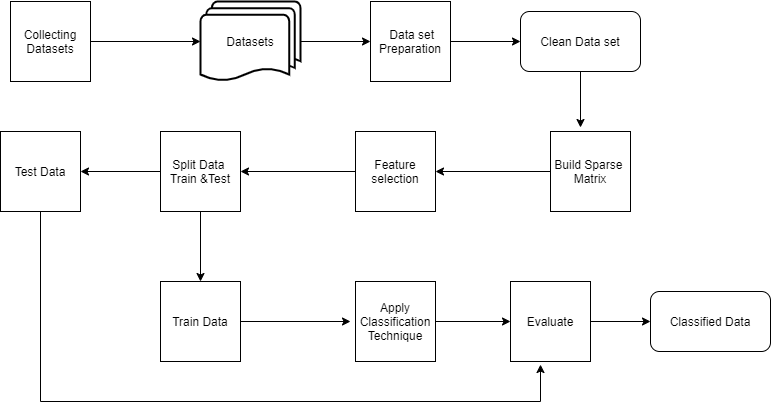 Collecting
Datasets
Datasets
Data set
Preparation
Clean Data set
Test Data
Split Data
Train &Test
Feature
selection
Build Sparse
Matrix
Train Data
Apply
Classification
Technique
Evaluate
Classified Data